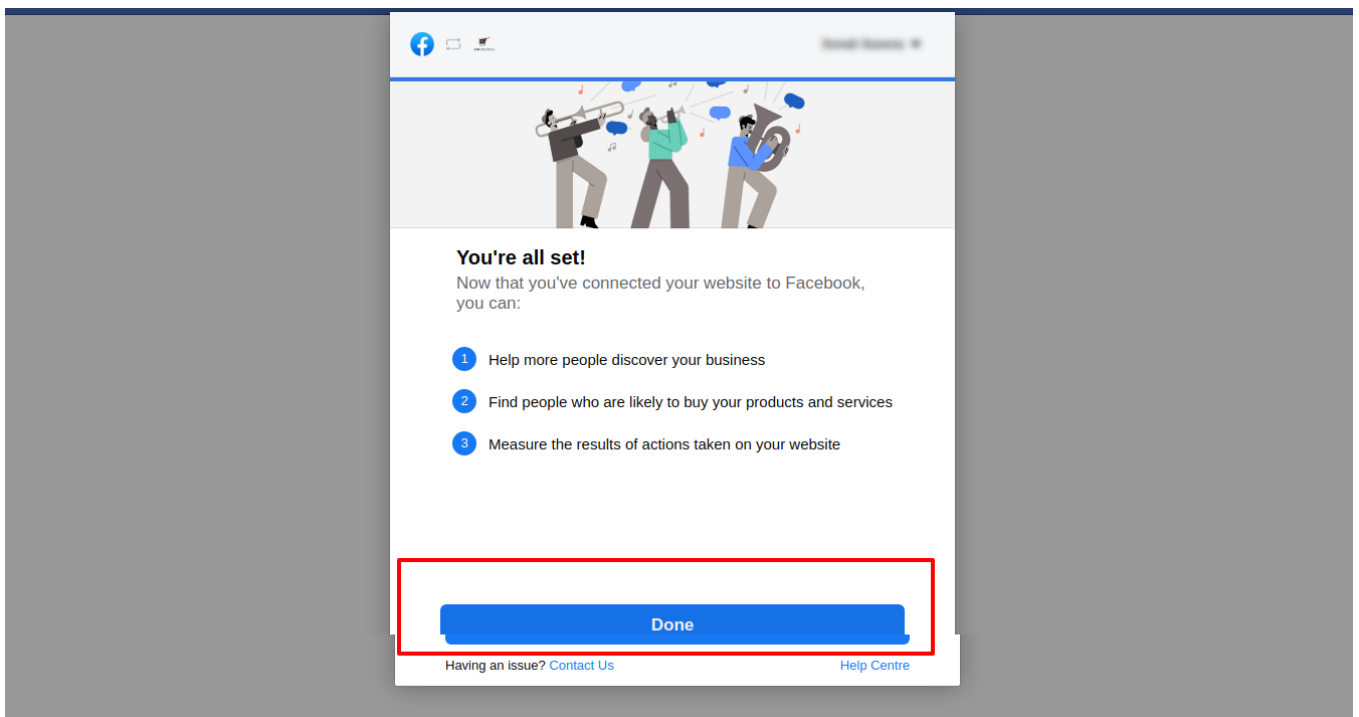 You're all set!
Now that you've connected your website to Facebook,
you can:
1 Help more people discover your business
2 Find people who are likely to buy your products and services
3 Measure the results of actions taken on your website
Done
Having an issue? Contact Us Help Centre